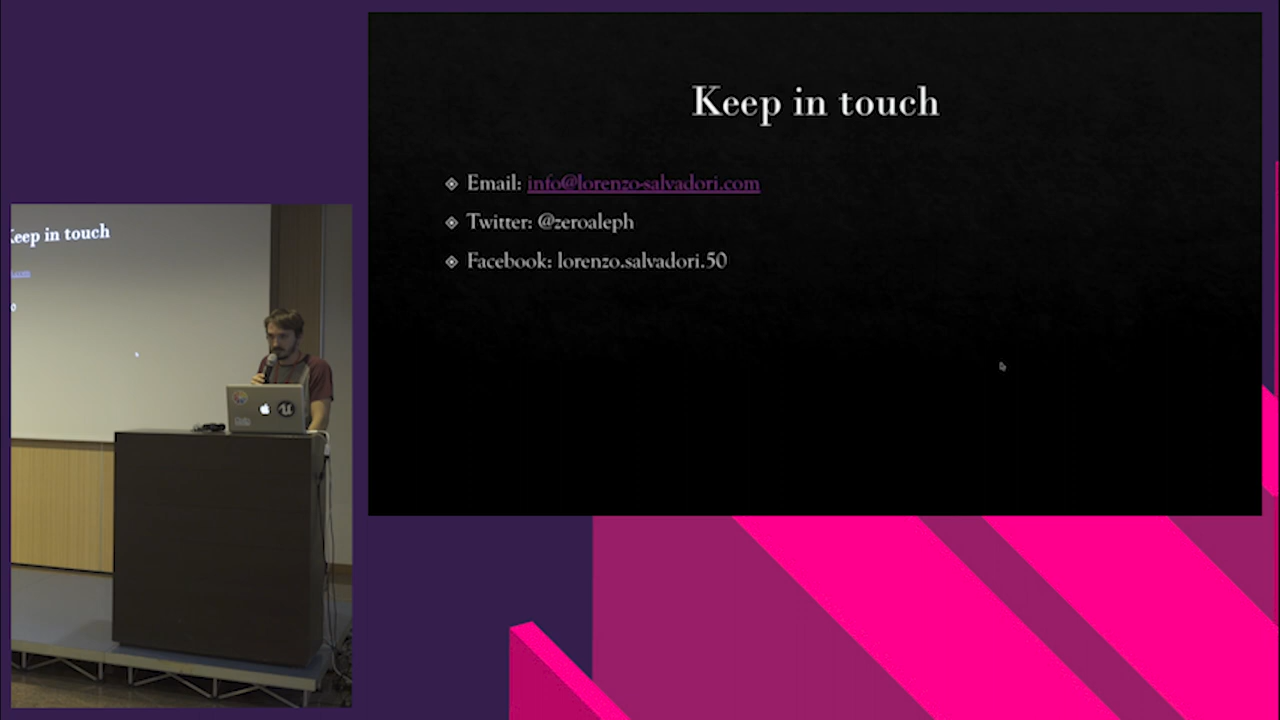 Keep in touch
Email: info@lorenzo-salvadori.com
Twitter: @zeroaleph
Facebook: lorenzo.salvadori.50
Keep in touch